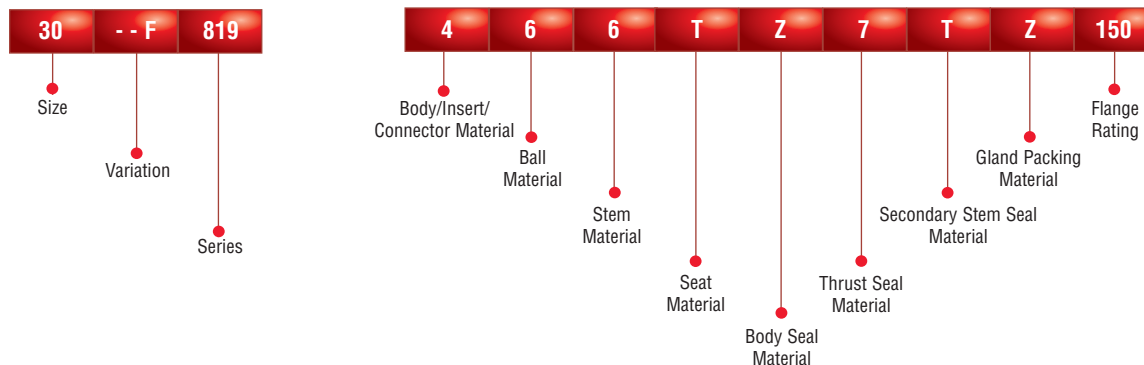 30 - - F 819
4 6 6 T Z 7 T Z 150
Size
Variation
Series
Body/Insert/
Connector Material
Ball
Material
Stem
Material
Seat
Material
Body Seal
Material
Thrust Seal
Material
Secondary Stem Seal
Material
Gland Packing
Material
Flange
Rating